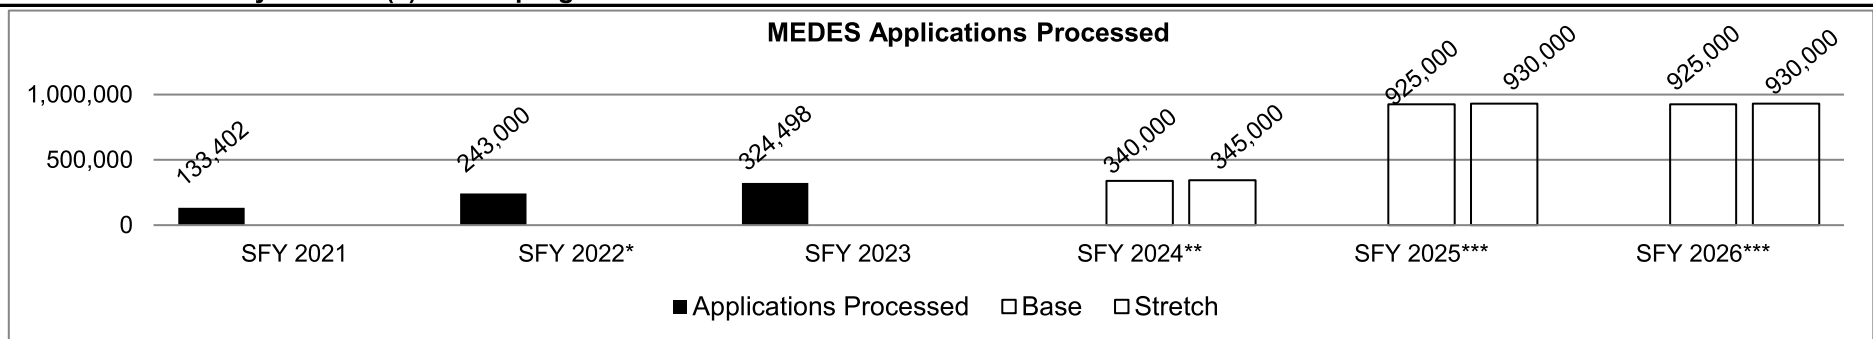 MEDES Applications Processed
1,000,000
500,000
0
133,402
243,000
324,498
340,000
345,000
925,000
930,000
925,000
930,000
SFY 2021
SFY 2022*
SFY 2023
SFY 2024**
SFY 2025***
SFY 2026***
Applications Processed
Base
Stretch